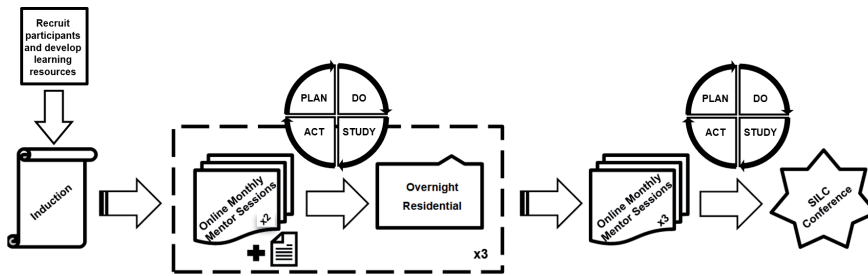 Recruit
participants
and develop
learning
resources
Induction
PLAN
DO
ACT
STUDY
Online Monthly
Mentor Sessions
x2
Overnight
Residential
x3
Online Monthly
Mentor Sessions
x3
PLAN
DO
ACT
STUDY
SILC
Conference